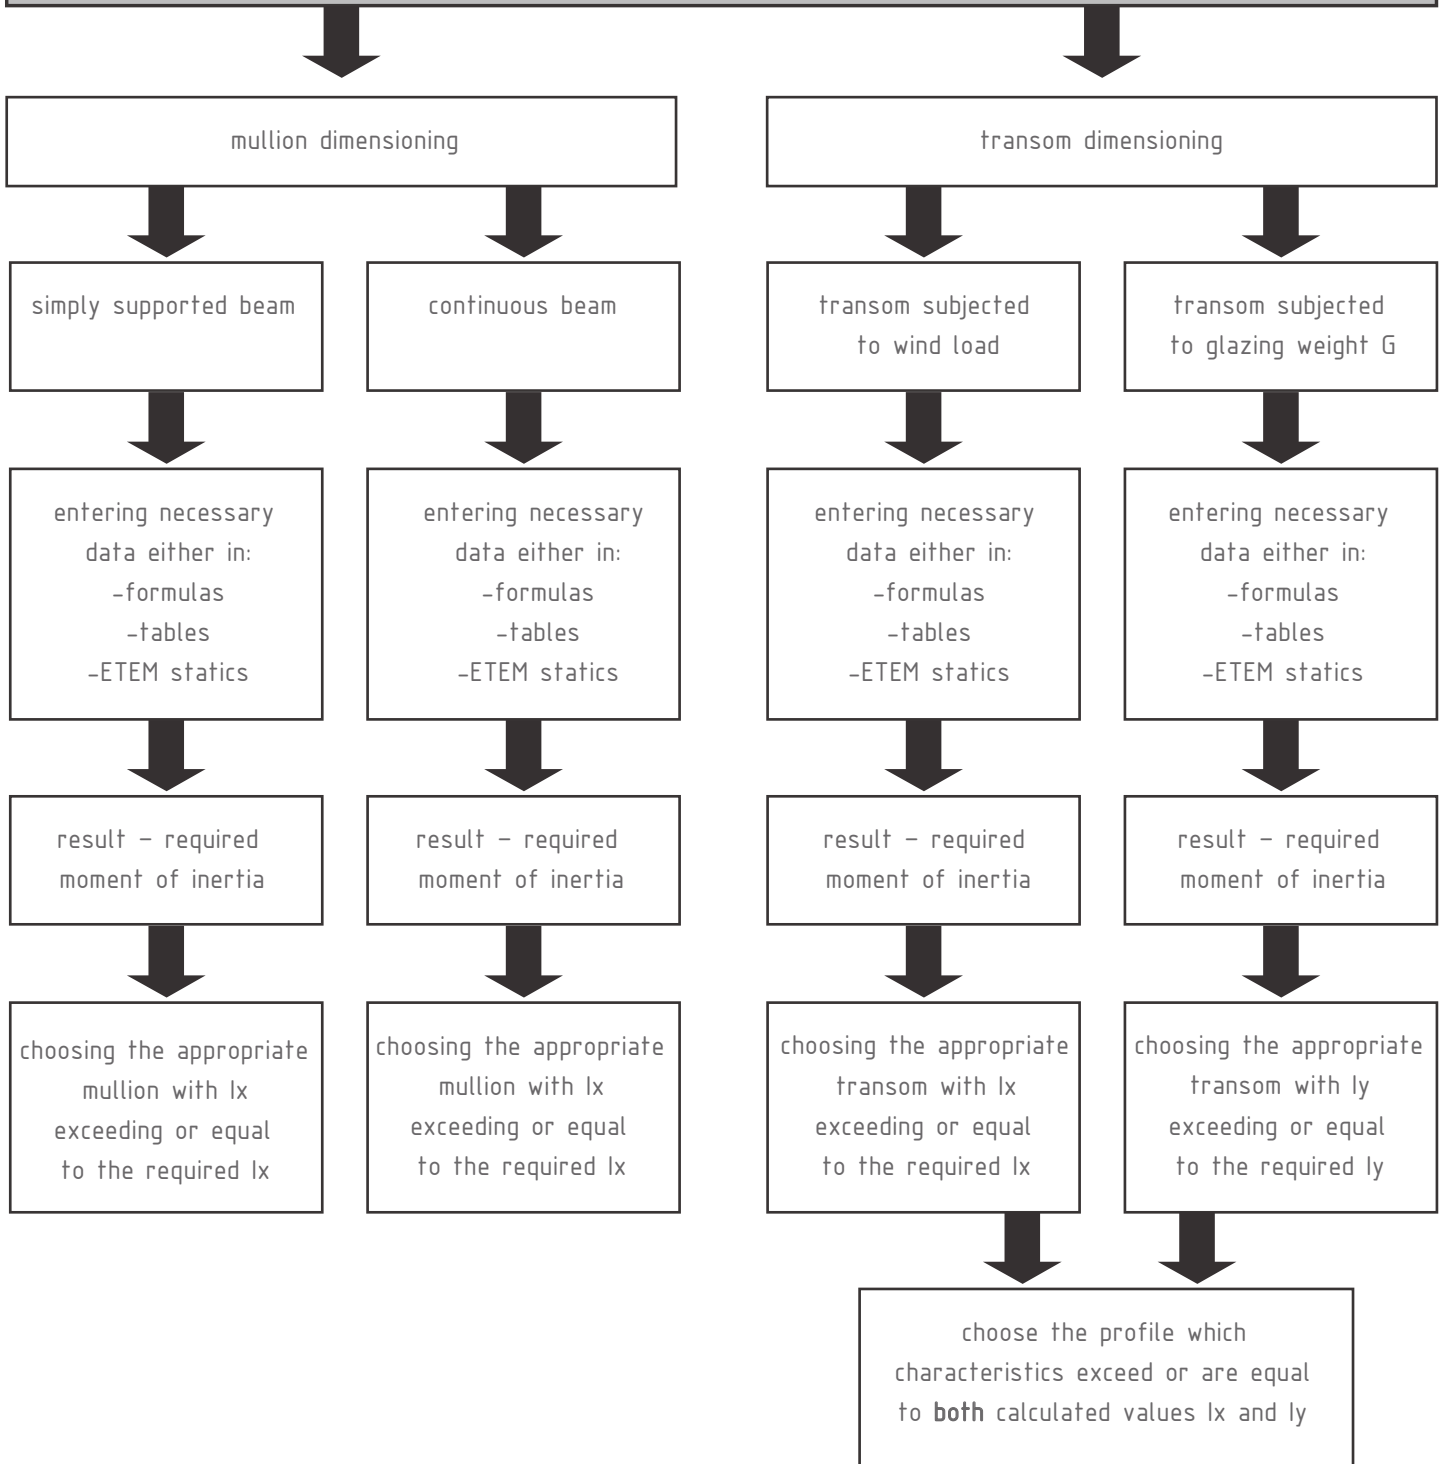 mullion dimensioning
transom dimensioning
simply supported beam
continuous beam
transom subjected
to wind load
transom subjected
to glazing weight G
entering necessary
data either in:
-formulas
-tables
-ETEM statics
entering necessary
data either in:
-formulas
-tables
-ETEM statics
entering necessary
data either in:
-formulas
-tables
-ETEM statics
entering necessary
data either in:
-formulas
-tables
-ETEM statics
result – required
moment of inertia
result – required
moment of inertia
result – required
moment of inertia
result – required
moment of inertia
choosing the appropriate
mullion with Ix
exceeding or equal
to the required Ix
choosing the appropriate
mullion with Ix
exceeding or equal
to the required Ix
choosing the appropriate
transom with Ix
exceeding or equal
to the required Ix
choosing the appropriate
transom with Iy
exceeding or equal
to the required Iy
choose the profile which
characteristics exceed or are equal
to both calculated values Ix and Iy